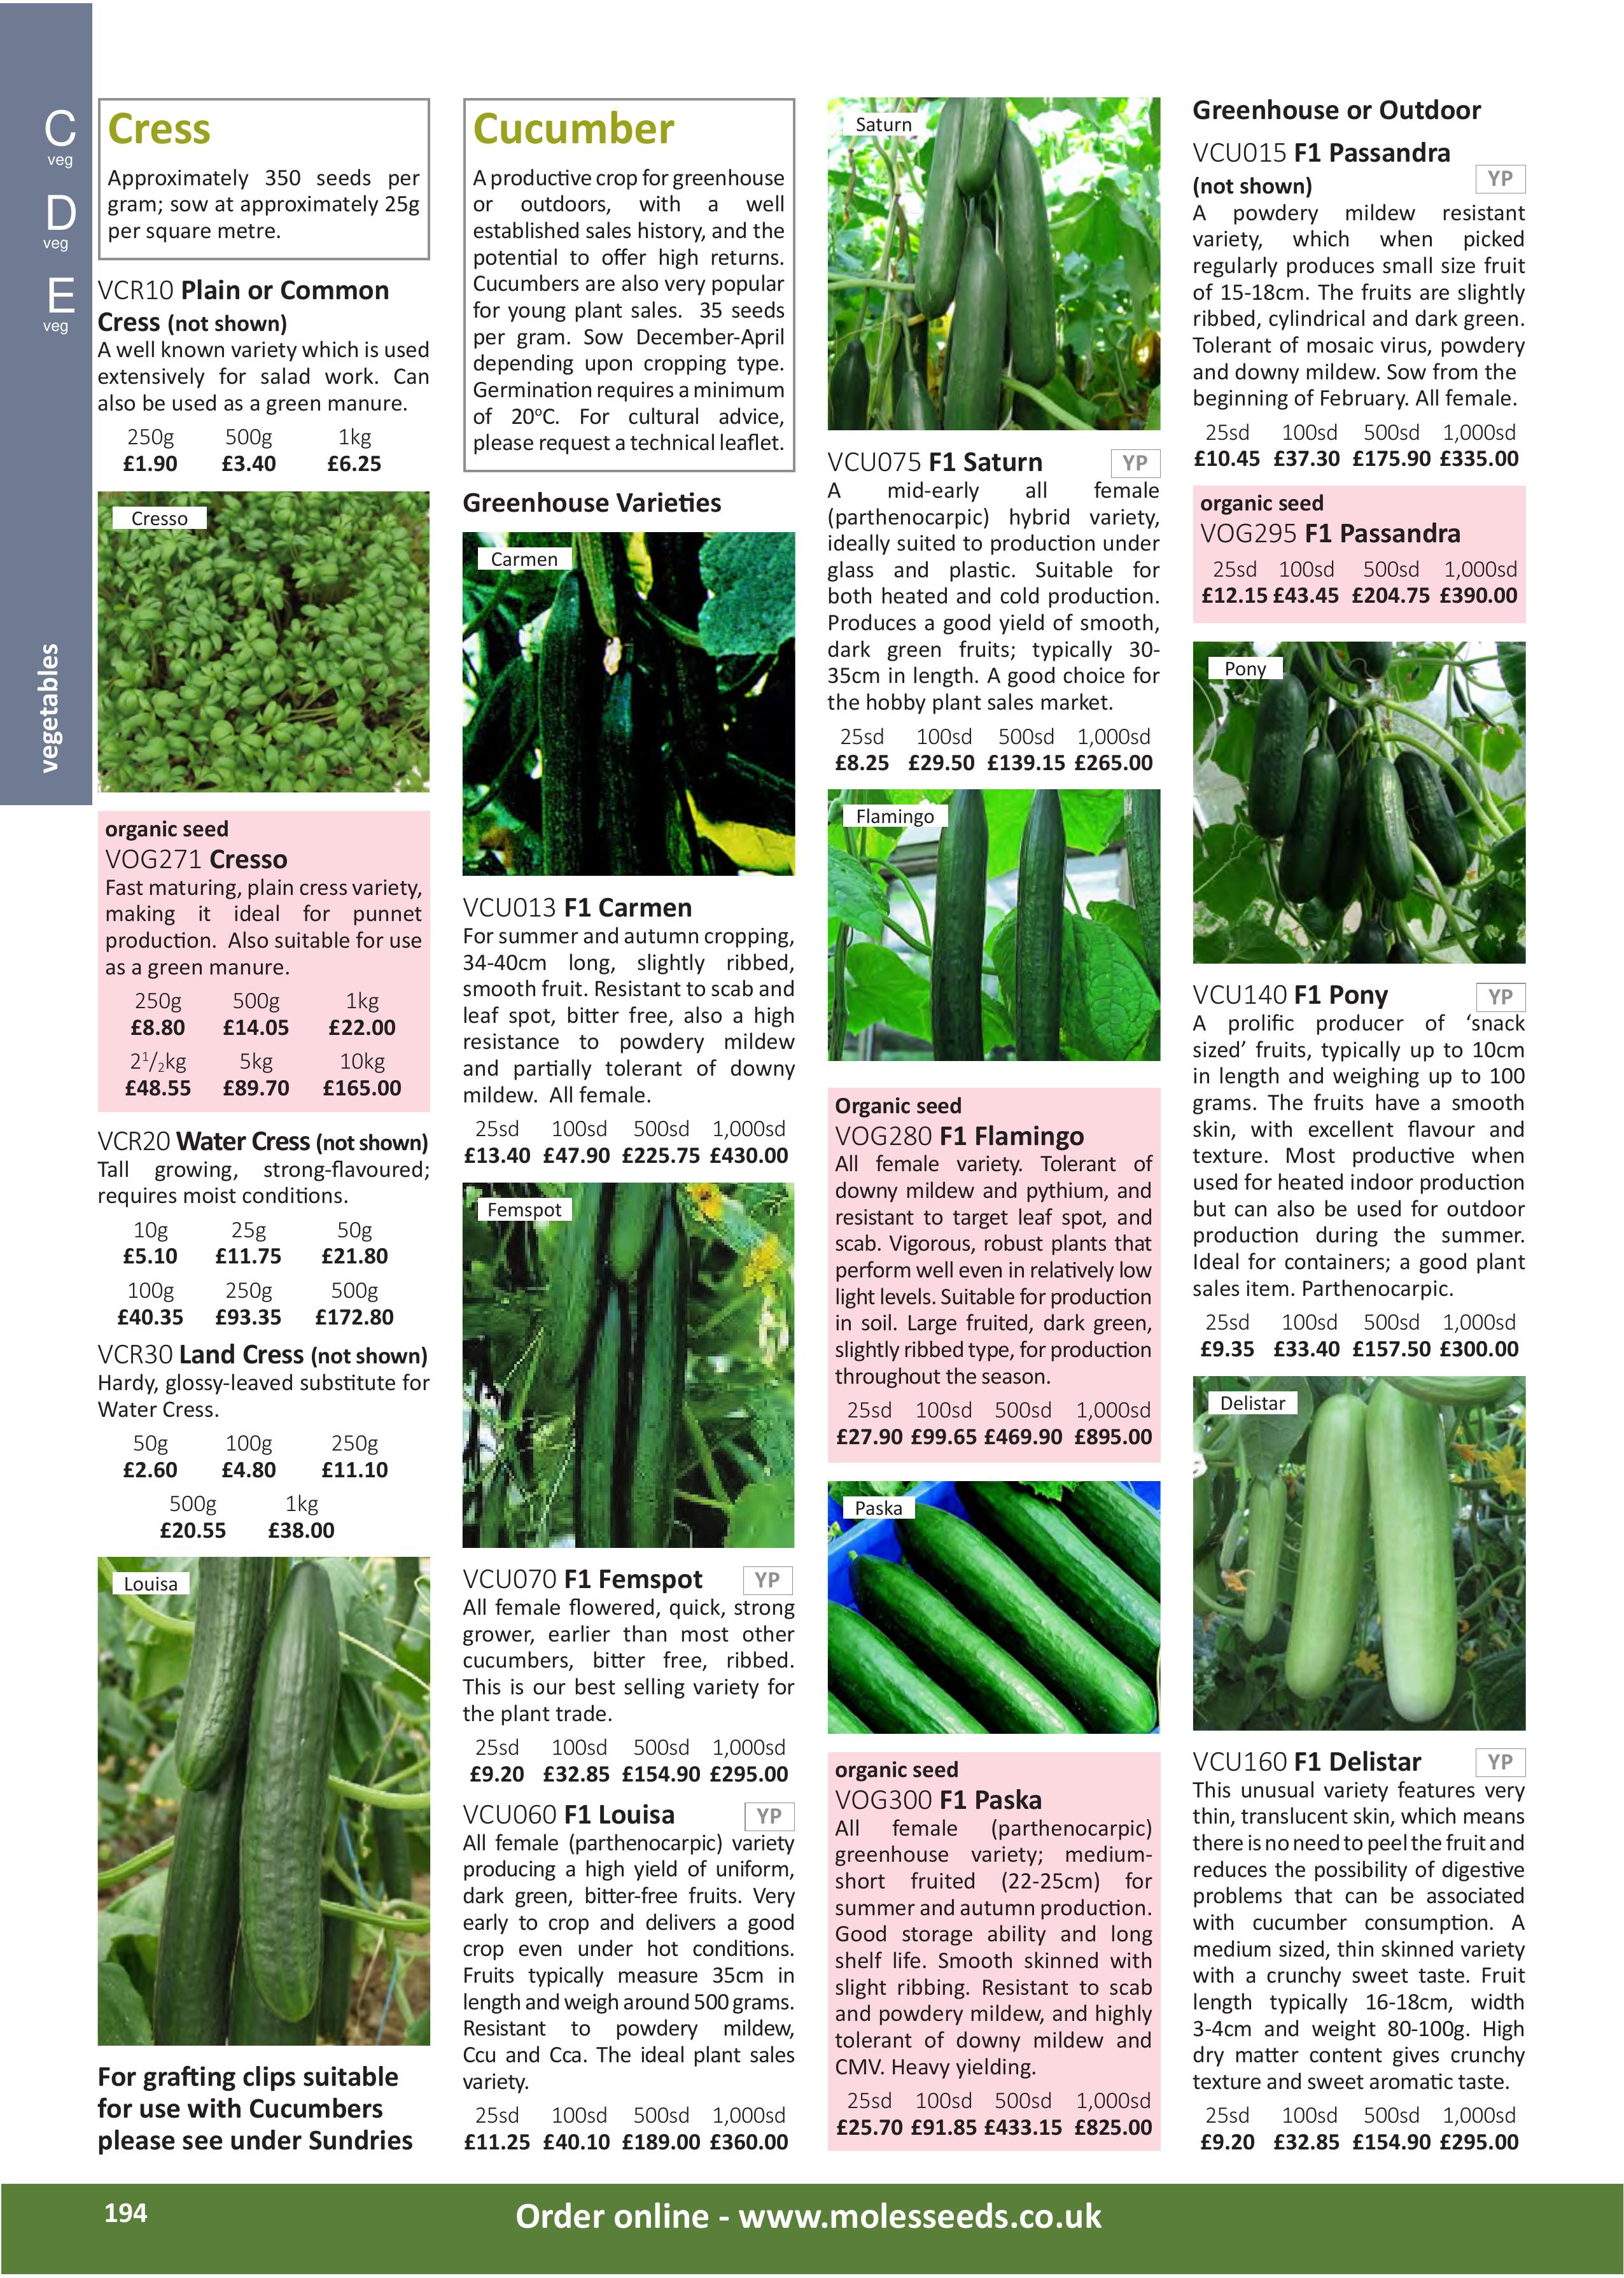 C
veg
D
veg
E
veg
vegetables
Cress
Approximately 350 seeds per
gram; sow at approximately 25g
per square metre.
VCR10 Plain or Common
Cress (not shown)
A well known variety which is used
extensively for salad work. Can
also be used as a green manure.
250g 500g 1kg
£1.90 £3.40 £6.25
Cresso
organic seed
VOG271 Cresso
Fast maturing, plain cress variety,
making it ideal for punnet
production. Also suitable for use
as a green manure.
250g 500g 1kg
£8.80 £14.05 £22.00
2 1/2kg 5kg 10kg
£48.55 £89.70 £165.00
VCR20 Water Cress (not shown)
Tall growing, strong-flavoured;
requires moist conditions.
10g 25g 50g
£5.10 £11.75 £21.80
100g 250g 500g
£40.35 £93.35 £172.80
VCR30 Land Cress (not shown)
Hardy, glossy-leaved substitute for
Water Cress.
50g 100g 250g
£2.60 £4.80 £11.10
500g 1kg
£20.55 £38.00
Louisa
For grafting clips suitable
for use with Cucumbers
please see under Sundries
Cucumber
A productive crop for greenhouse
or outdoors, with a well
established sales history, and the
potential to offer high returns.
Cucumbers are also very popular
for young plant sales. 35 seeds
per gram. Sow December-April
depending upon cropping type.
Germination requires a minimum
of 20ºC. For cultural advice,
please request a technical leaflet.
Greenhouse Varieties
Carmen
VCU013 F1 Carmen
For summer and autumn cropping,
34-40cm long, slightly ribbed,
smooth fruit. Resistant to scab and
leaf spot, bitter free, also a high
resistance to powdery mildew
and partially tolerant of downy
mildew. All female.
25sd 100sd 500sd 1,000sd
£13.40 £47.90 £225.75 £430.00
Femspot
VCU070 F1 Femspot YP
All female flowered, quick, strong
grower, earlier than most other
cucumbers, bitter free, ribbed.
This is our best selling variety for
the plant trade.
25sd 100sd 500sd 1,000sd
£9.20 £32.85 £154.90 £295.00
VCU060 F1 Louisa YP
All female (parthenocarpic) variety
producing a high yield of uniform,
dark green, bitter-free fruits. Very
early to crop and delivers a good
crop even under hot conditions.
Fruits typically measure 35cm in
length and weigh around 500 grams.
Resistant to powdery mildew,
Ccu and Cca. The ideal plant sales
variety.
25sd 100sd 500sd 1,000sd
£11.25 £40.10 £189.00 £360.00
Saturn
VCU075 F1 Saturn YP
A mid-early all female
(parthenocarpic) hybrid variety,
ideally suited to production under
glass and plastic. Suitable for
both heated and cold production.
Produces a good yield of smooth,
dark green fruits; typically 30-
35cm in length. A good choice for
the hobby plant sales market.
25sd 100sd 500sd 1,000sd
£8.25 £29.50 £139.15 £265.00
Flamingo
Organic seed
VOG280 F1 Flamingo
All female variety. Tolerant of
downy mildew and pythium, and
resistant to target leaf spot, and
scab. Vigorous, robust plants that
perform well even in relatively low
light levels. Suitable for production
in soil. Large fruited, dark green,
slightly ribbed type, for production
throughout the season.
25sd 100sd 500sd 1,000sd
£27.90 £99.65 £469.90 £895.00
Paska
organic seed
VOG300 F1 Paska
All female (parthenocarpic)
greenhouse variety; medium-
short fruited (22-25cm) for
summer and autumn production.
Good storage ability and long
shelf life. Smooth skinned with
slight ribbing. Resistant to scab
and powdery mildew, and highly
tolerant of downy mildew and
CMV. Heavy yielding.
25sd 100sd 500sd 1,000sd
£25.70 £91.85 £433.15 £825.00
Greenhouse or Outdoor
VCU015 F1 Passandra
(not shown) YP
A powdery mildew resistant
variety, which when picked
regularly produces small size fruit
of 15-18cm. The fruits are slightly
ribbed, cylindrical and dark green.
Tolerant of mosaic virus, powdery
and downy mildew. Sow from the
beginning of February. All female.
25sd 100sd 500sd 1,000sd
£10.45 £37.30 £175.90 £335.00
organic seed
VOG295 F1 Passandra
25sd 100sd 500sd 1,000sd
£12.15 £43.45 £204.75 £390.00
Pony
VCU140 F1 Pony YP
A prolific producer of ‘snack
sized’ fruits, typically up to 10cm
in length and weighing up to 100
grams. The fruits have a smooth
skin, with excellent flavour and
texture. Most productive when
used for heated indoor production
but can also be used for outdoor
production during the summer.
Ideal for containers; a good plant
sales item. Parthenocarpic.
25sd 100sd 500sd 1,000sd
£9.35 £33.40 £157.50 £300.00
Delistar
VCU160 F1 Delistar YP
This unusual variety features very
thin, translucent skin, which means
there is no need to peel the fruit and
reduces the possibility of digestive
problems that can be associated
with cucumber consumption. A
medium sized, thin skinned variety
with a crunchy sweet taste. Fruit
length typically 16-18cm, width
3-4cm and weight 80-100g. High
dry matter content gives crunchy
texture and sweet aromatic taste.
25sd 100sd 500sd 1,000sd
£9.20 £32.85 £154.90 £295.00
194
Order online - www.molesseeds.co.uk